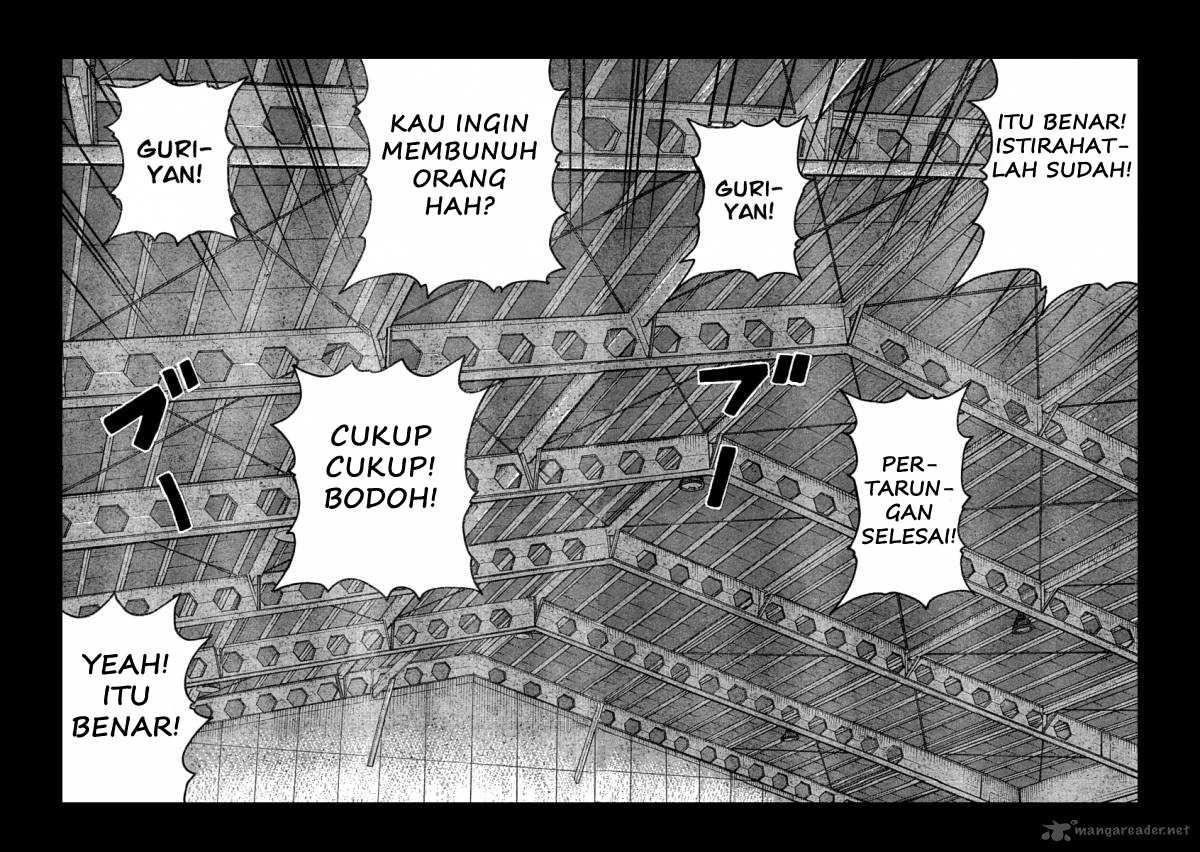 ITU BENAR!
ISTIRAHAT-
LAH SUDAH!
GURI-
YAN!
KAU INGIN
MEMBUNUH
ORANG
HAH?
GURI-
YAN!
PER-
TARUN-
GAN
SELESAI!
ブーブー
CUKUP
CUKUP!
BODOH!
YEAH!
ITU
BENAR!
mangareader.net